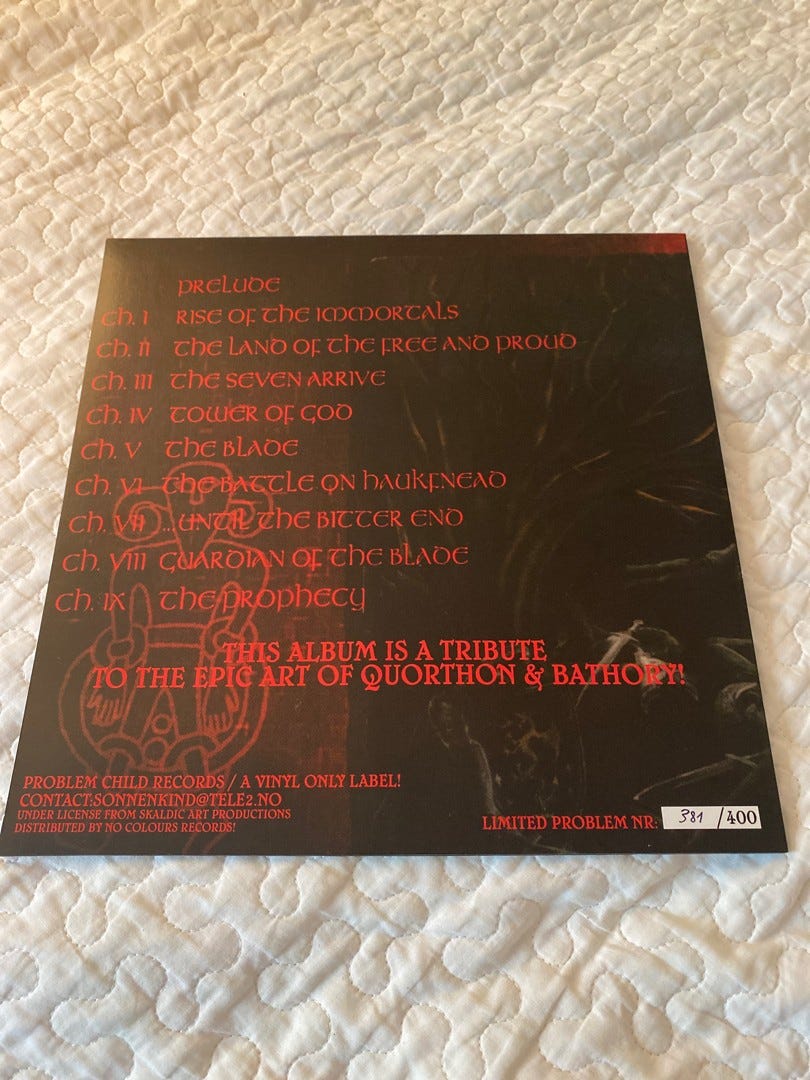 PRELUDE
Ch. I RISE OF THE IMMORTALS
Ch. II THE LAND OF THE FREE AND PROUD
Ch. III THE SEVEN ARRIVE
Ch. IV TOWER OF GOD
Ch. V THE BLADE
Ch. VI THE BATTLE ON HAUKFNEAD
Ch. VII ...UNTIL THE BITTER END
Ch. VIII GUARDIAN OF THE BLADE
Ch. IX THE PROPHECY
THIS ALBUM IS A TRIBUTE
TO THE EPIC ART OF QUORTHON & BATHORY!
PROBLEM CHILD RECORDS / A VINYL ONLY LABEL!
CONTACT:SONNENKIND@TELE2.NO
UNDER LICENSE FROM SKALDIC ART PRODUCTIONS
DISTRIBUTED BY NO COLOURS RECORDS!
LIMITED PROBLEM NR: 381 /400